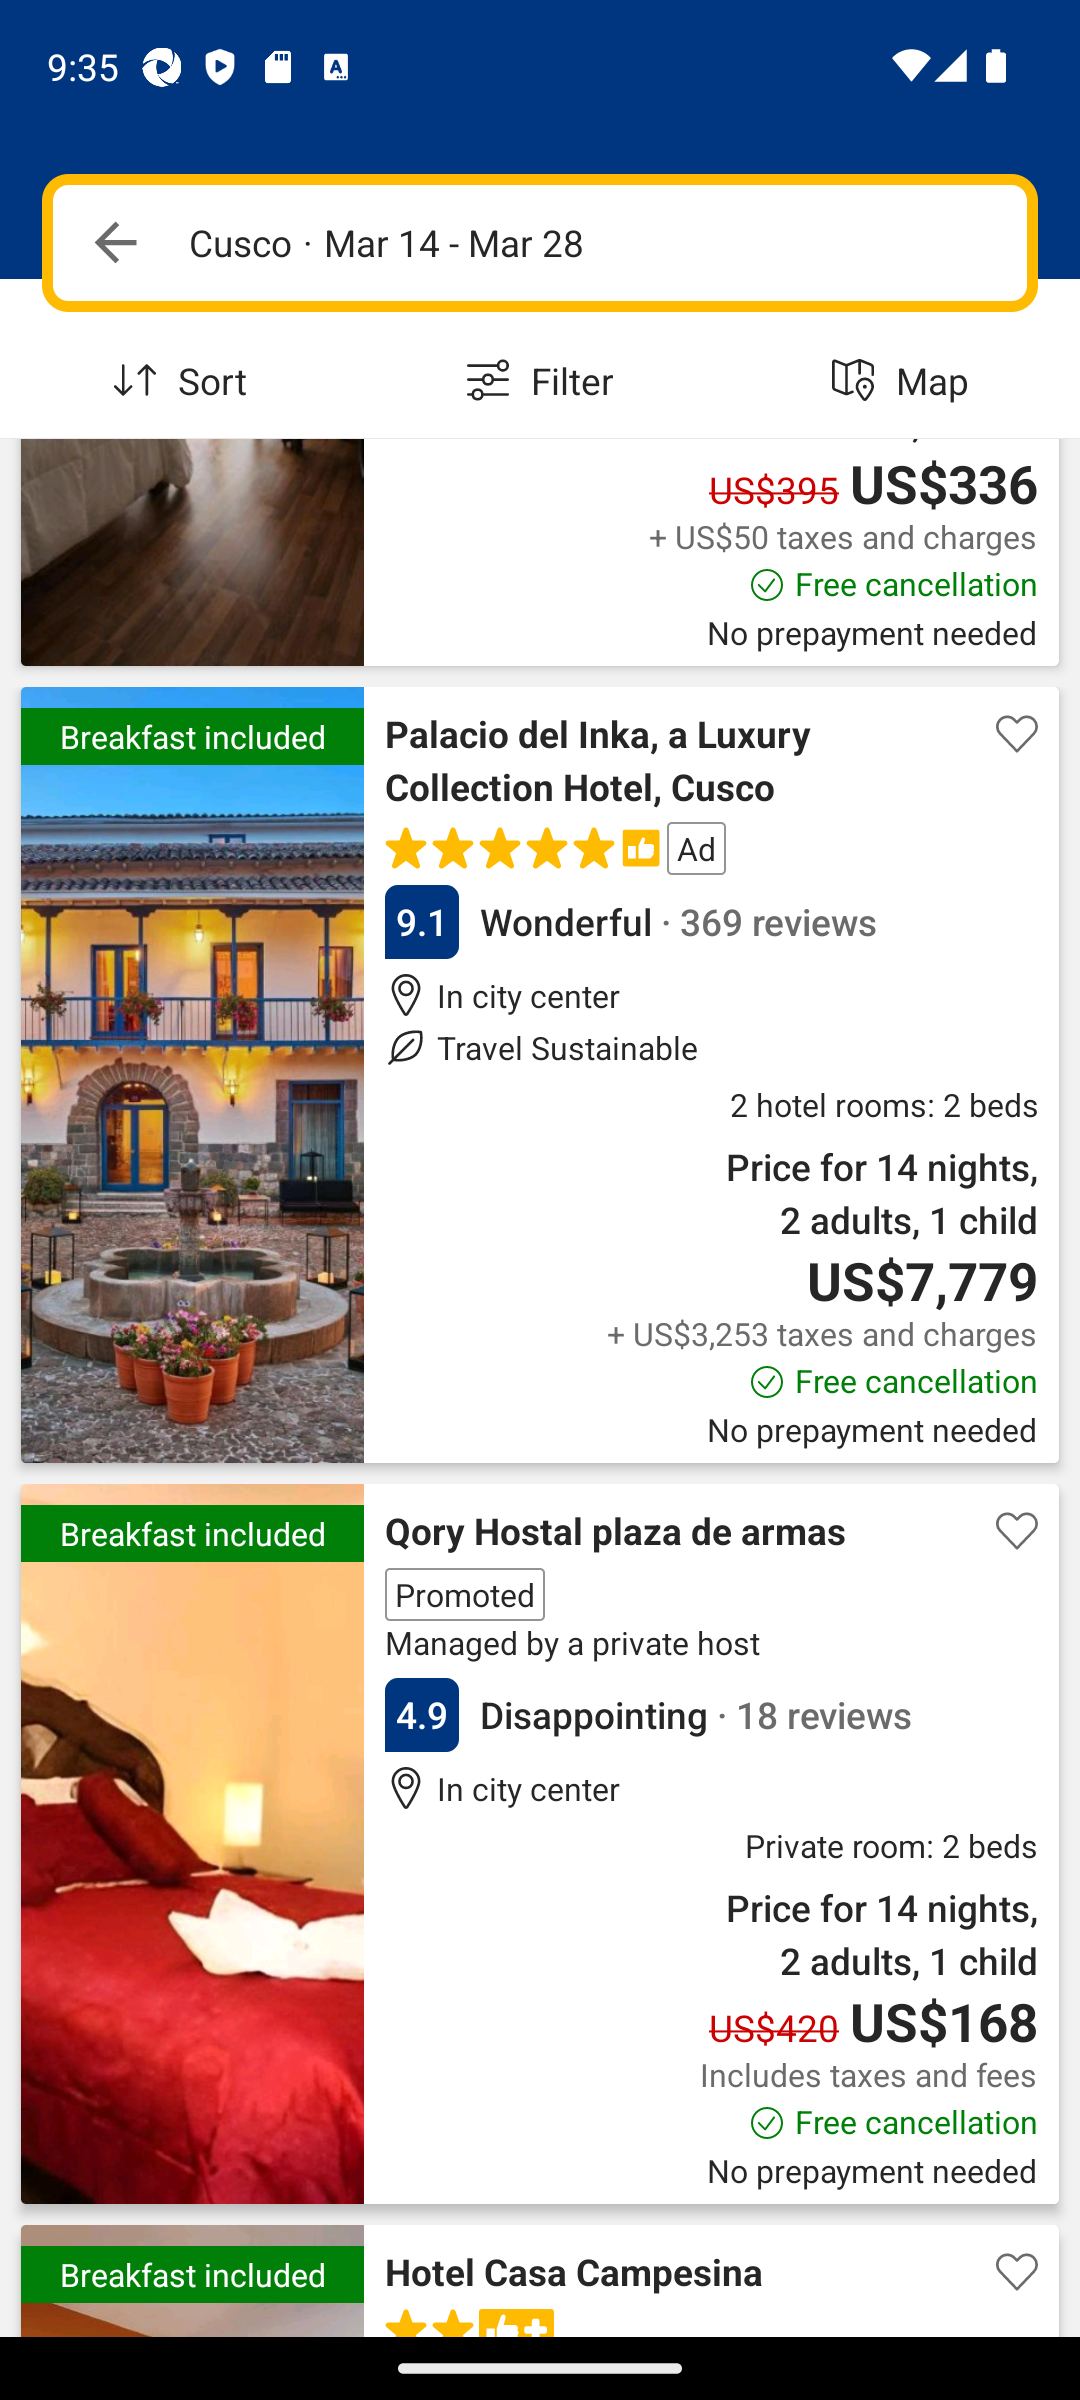 9:35
Cusco · Mar 14 - Mar 28
Sort
Filter
Map
US$395 US$336
+ US$50 taxes and charges
Free cancellation
No prepayment needed
Breakfast included
Palacio del Inka, a Luxury
Collection Hotel, Cusco
Ad
9.1 Wonderful · 369 reviews
In city center
Travel Sustainable
2 hotel rooms: 2 beds
Price for 14 nights,
2 adults, 1 child
US$7,779
+ US$3,253 taxes and charges
Free cancellation
No prepayment needed
Breakfast included
Qory Hostal plaza de armas
Promoted
Managed by a private host
4.9 Disappointing · 18 reviews
In city center
Private room: 2 beds
Price for 14 nights,
2 adults, 1 child
US$420 US$168
Includes taxes and fees
Free cancellation
No prepayment needed
Breakfast included
Hotel Casa Campesina